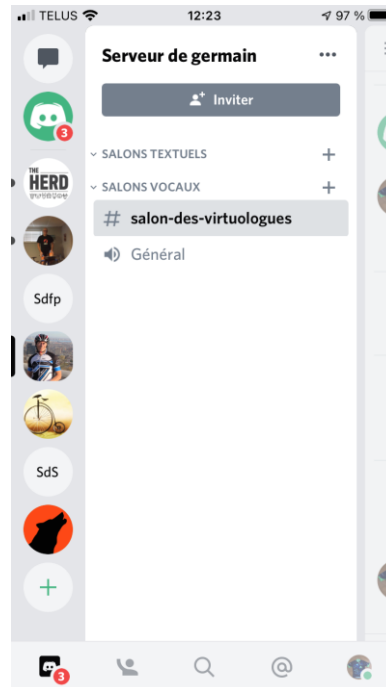 TELUS 12:23 97 %
Serveur de germain
Inviter
3
SALONS TEXTUELS
THE
HERD
SALONS VOCAUX
# salon-des-virtuologues
Général
Sdfp
SdS
3